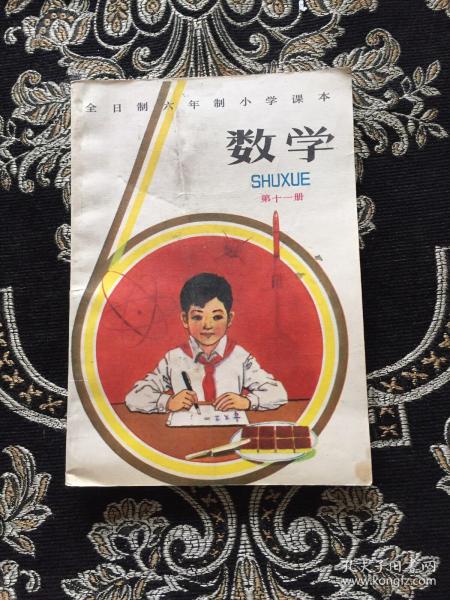 全日制六年制小学课本
数学
SHUXUE
第十一册
孔夫子旧书网
www.kongfz.com